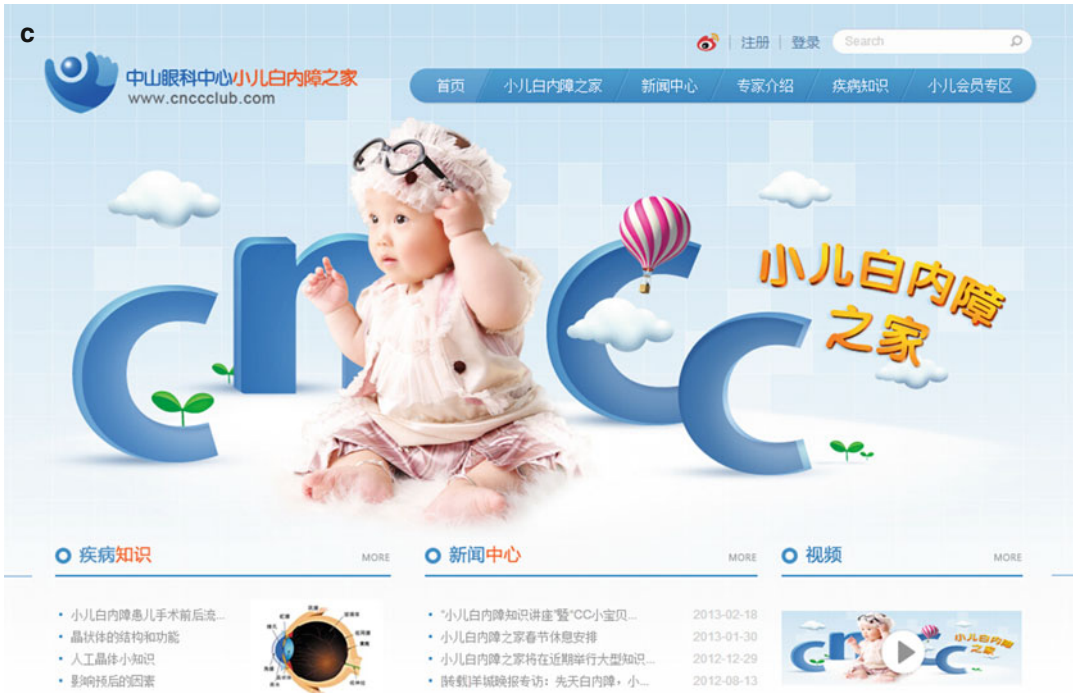 c
注册 登录 Search
中山眼科中心小儿白内障之家
www.cnccclub.com
首页 小儿白内障之家 新闻中心 专家介绍 疾病知识 小儿会员专区
cncc
小儿白内障
之家
疾病知识 MORE
小儿白内障患儿手术前后流...
晶状体的结构和功能
人工晶体小知识
影响预后的因素
新闻中心 MORE
“小儿白内障知识讲座”暨“CC小宝贝... 2013-02-18
小儿白内障之家春节休息安排 2013-01-30
小儿白内障之家将在近期举行大型知识... 2012-12-29
[转载]羊城晚报专访：先天白内障，小... 2012-08-13
视频 MORE
小儿白内障
之家